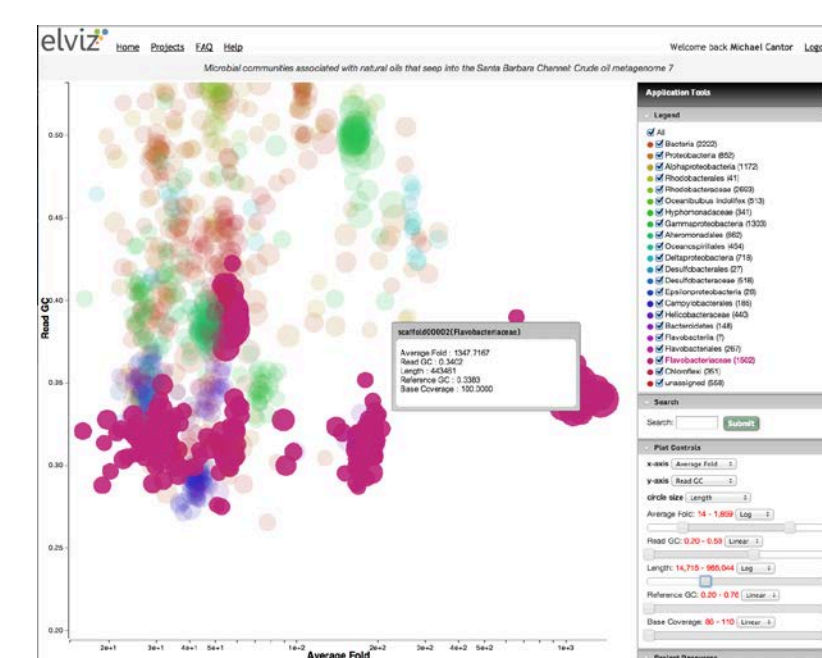 elviz
Home Projects FAQ Help
Welcome back Michael Cantor Logo
Microbial communities associated with natural oils that seep into the Santa Barbara Channel: Crude oil metagenome 7
Application Tools
Legend
All
Bacteria (2222)
Proteobacteria (852)
Alphaproteobacteria (1172)
Rhodobacterales (41)
Rhodobacteraceae (2693)
Oceanibulbus indolifex (513)
Hyphomonadaceae (341)
Gammaproteobacteria (1303)
Alteromonadales (662)
Oceanospirillales (454)
Deltaproteobacteria (718)
Desulfobacterales (27)
Desulfobacteraceae (518)
Epsilonproteobacteria (28)
Campylobacterales (185)
Helicobacteraceae (440)
Bacteroidetes (148)
Flavobacteriia (7)
Flavobacteriales (267)
Flavobacteriaceae (1502)
Chloroflexi (351)
unassigned (558)
Search
Search: Submit
Plot Controls
x-axis Average Fold
y-axis Read GC
circle size Length
Average Fold: 14 - 1,859 Log
Read GC: 0.20 - 0.53 Linear
Length: 14,715 - 965,044 Log
Reference GC: 0.20 - 0.76 Linear
Base Coverage: 80 - 110 Linear
Project Resources
scaffold00002(Flavobacteriaceae)
Average Fold : 1347.7167
Read GC : 0.3402
Length : 443461
Reference GC : 0.3383
Base Coverage : 100.0000
Read GC
0.50
0.45
0.40
0.35
0.30
0.25
0.20
2e+1 3e+1 4e+1 5e+1 1e+2 2e+2 3e+2 4e+2 5e+2 1e+3
Average Fold